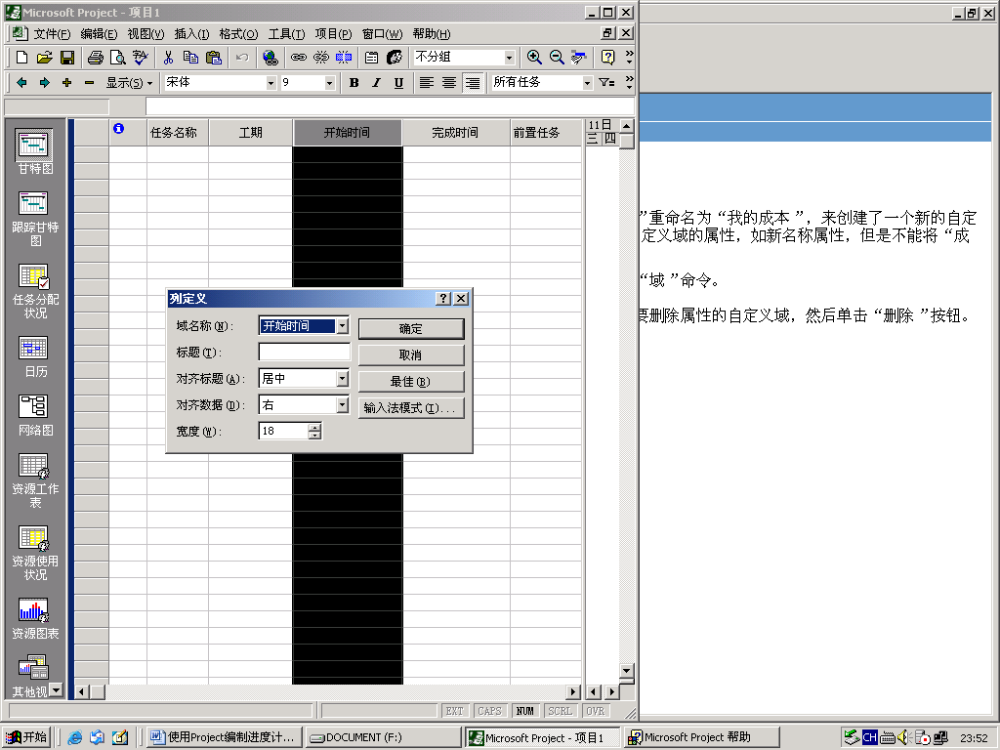 Microsoft Project - 项目1
文件(F) 编辑(E) 视图(V) 插入(I) 格式(O) 工具(T) 项目(P) 窗口(W) 帮助(H)
不分组
显示(S) 宋体 9 B I U 所有任务
任务名称 工期 开始时间 完成时间 前置任务
11日
三 四
甘特图
跟踪甘特
图
任务分配
状况
日历
网络图
资源工作
表
资源使用
状况
资源图表
其他视
列定义
域名称(N): 开始时间 确定
标题(T): 取消
对齐标题(A): 居中 最佳(B)
对齐数据(D): 右 输入法模式(I)...
宽度(W): 18
”重命名为“我的成本 ”，来创建了一个新的自定
定义域的属性，如新名称属性，但是不能将“成
“域 ”命令。
要删除属性的自定义域，然后单击“删除 ”按钮。
EXT CAPS NUM SCRL OVR
开始 使用Project编制进度计... DOCUMENT (F:) Microsoft Project - 项目1 Microsoft Project 帮助 CH 23:52